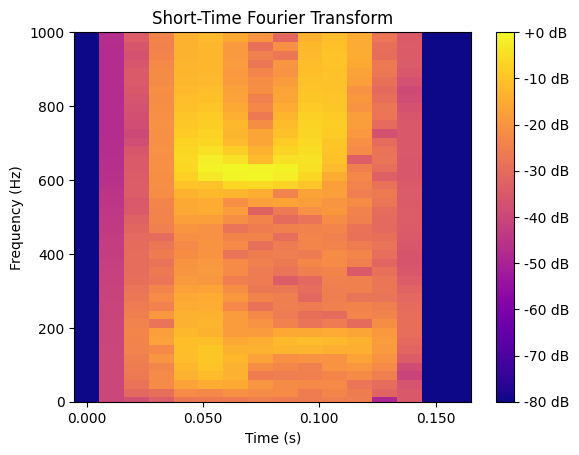 Short-Time Fourier Transform
1000
800
600
400
200
0
Frequency (Hz)
0.000
0.050
0.100
0.150
Time (s)
+0 dB
-10 dB
-20 dB
-30 dB
-40 dB
-50 dB
-60 dB
-70 dB
-80 dB